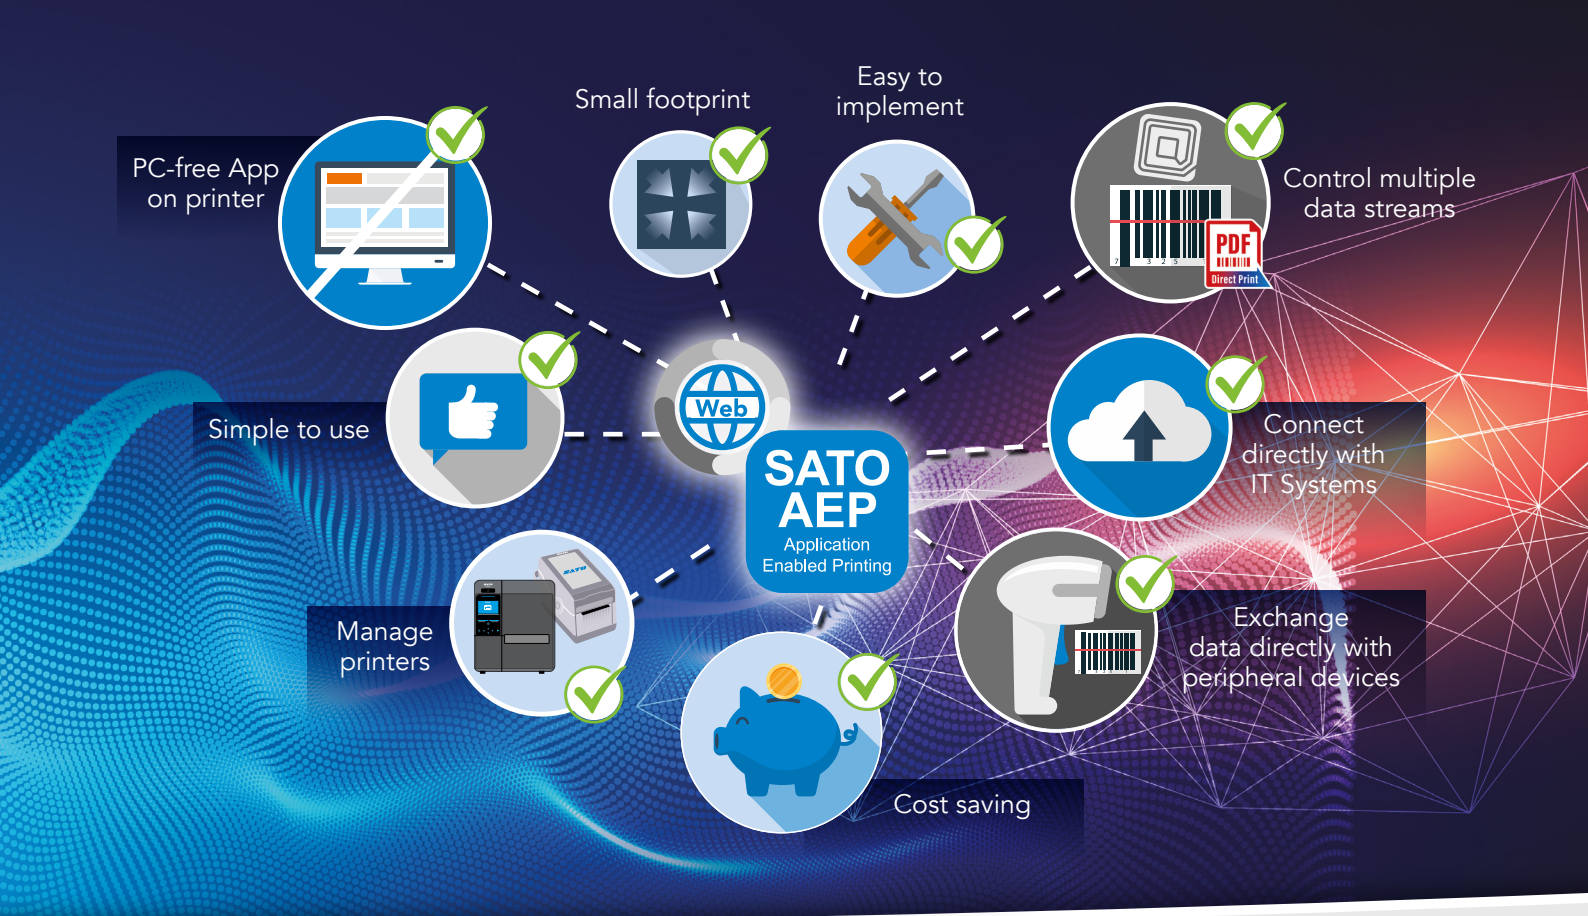 Easy to
implement
Small footprint
PC-free App
on printer
Control multiple
data streams
PDF
Direct Print
Web
Simple to use
Connect
directly with
IT Systems
SATO
AEP
Application
Enabled Printing
SATO
Manage
printers
Exchange
data directly with
peripheral devices
Cost saving